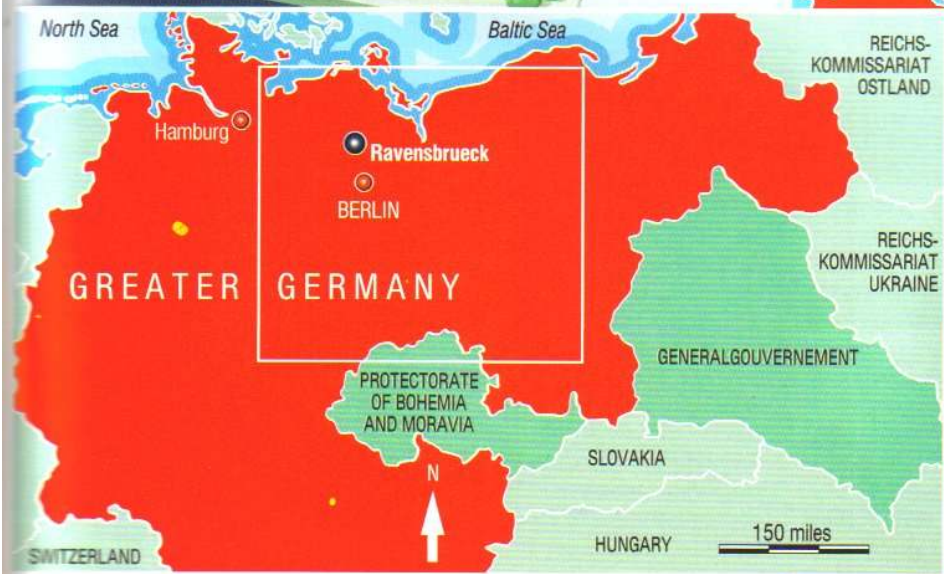 North Sea
Baltic Sea
REICHS-
KOMMISSARIAT
OSTLAND
Hamburg
Ravensbrueck
BERLIN
REICHS-
KOMMISSARIAT
UKRAINE
GREATER GERMANY
GENERALGOUVERNEMENT
PROTECTORATE
OF BOHEMIA
AND MORAVIA
SLOVAKIA
N
150 miles
HUNGARY
SWITZERLAND